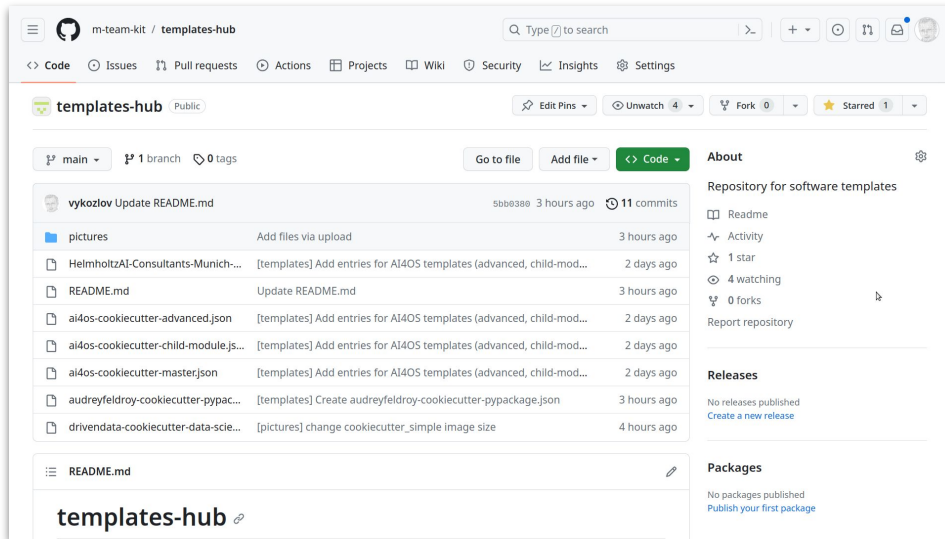 m-team-kit / templates-hub
Type / to search
Code Issues Pull requests Actions Projects Wiki Security Insights Settings
templates-hub Public
Edit Pins Unwatch 4 Fork 0 Starred 1
main 1 branch 0 tags Go to file Add file Code
vykozlov Update README.md 5bb0380 3 hours ago 11 commits
pictures Add files via upload 3 hours ago
HelmholtzAI-Consultants-Munich-... [templates] Add entries for AI4OS templates (advanced, child-mod... 2 days ago
README.md Update README.md 3 hours ago
ai4os-cookiecutter-advanced.json [templates] Add entries for AI4OS templates (advanced, child-mod... 2 days ago
ai4os-cookiecutter-child-module.js... [templates] Add entries for AI4OS templates (advanced, child-mod... 2 days ago
ai4os-cookiecutter-master.json [templates] Add entries for AI4OS templates (advanced, child-mod... 2 days ago
audreyfeldroy-cookiecutter-pypac... [templates] Create audreyfeldroy-cookiecutter-pypackage.json 3 hours ago
drivendata-cookiecutter-data-scie... [pictures] change cookiecutter_simple image size 4 hours ago
README.md
templates-hub
About
Repository for software templates
Readme
Activity
1 star
4 watching
0 forks
Report repository
Releases
No releases published
Create a new release
Packages
No packages published
Publish your first package